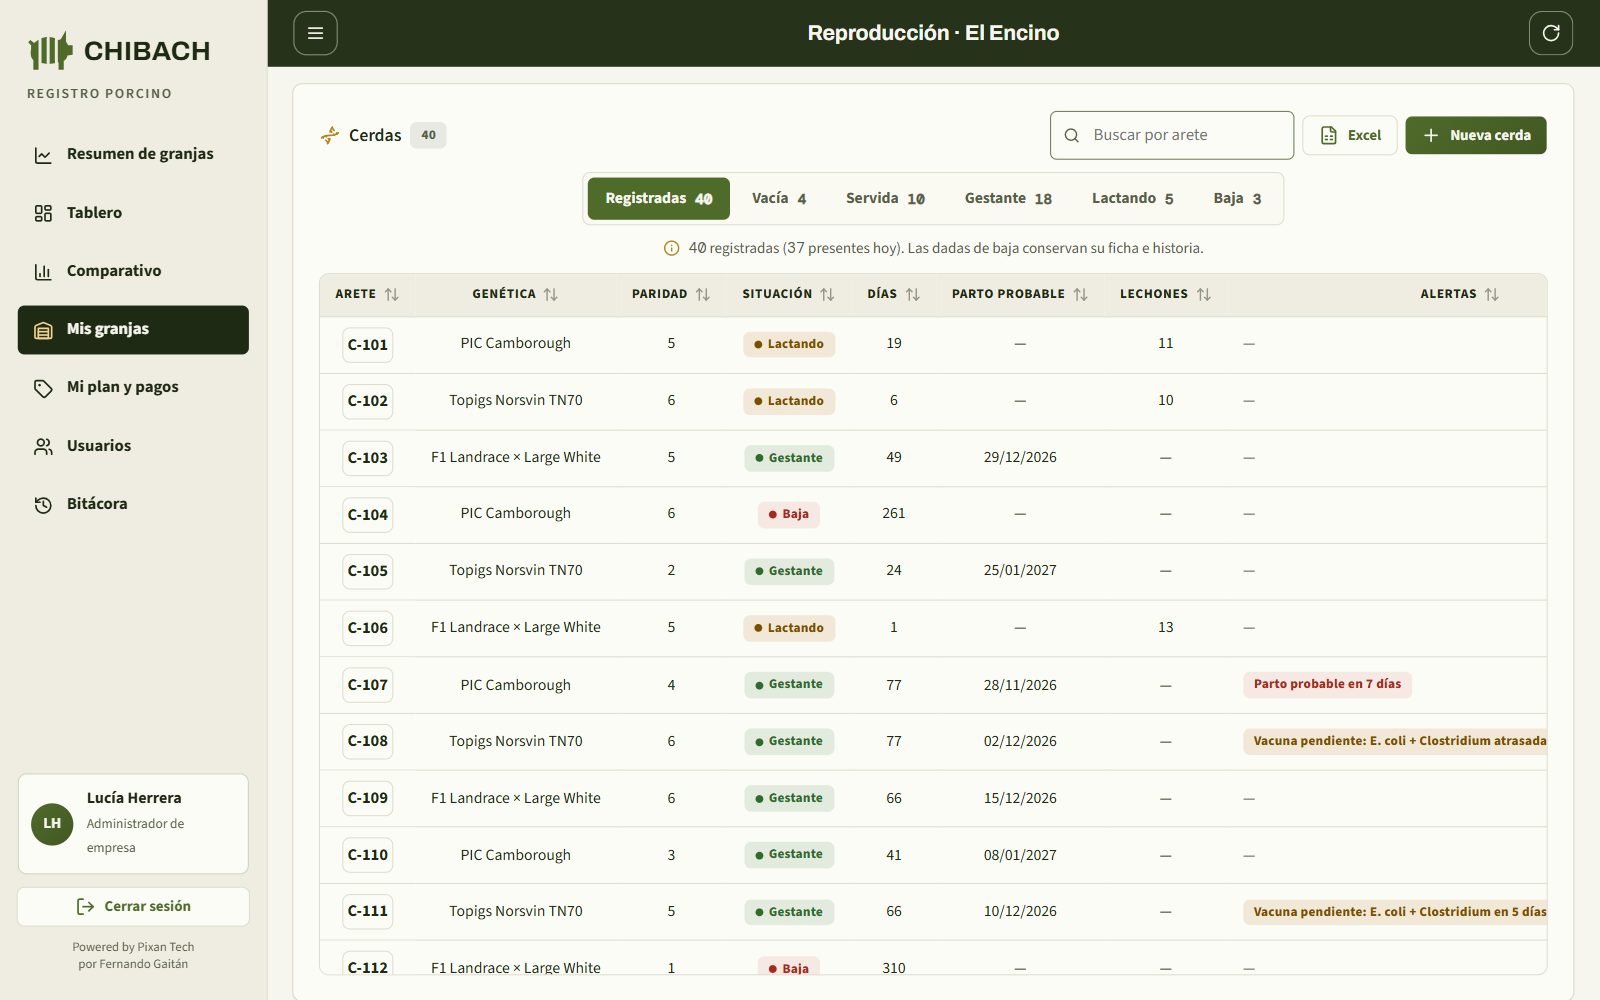 CHIBACH
REGISTRO PORCINO
Resumen de granjas
Tablero
Comparativo
Mis granjas
Mi plan y pagos
Usuarios
Bitácora
LH
Lucía Herrera
Administrador de
empresa
Cerrar sesión
Powered by Pixan Tech
por Fernando Gaitán
Reproducción · El Encino
Cerdas 40
Buscar por arete
Excel
Nueva cerda
Registradas 40 Vacía 4 Servida 10 Gestante 18 Lactando 5 Baja 3
40 registradas (37 presentes hoy). Las dadas de baja conservan su ficha e historia.
ARETE GENÉTICA PARIDAD SITUACIÓN DÍAS PARTO PROBABLE LECHONES ALERTAS
C-101 PIC Camborough 5 Lactando 19 — 11 —
C-102 Topigs Norsvin TN70 6 Lactando 6 — 10 —
C-103 F1 Landrace × Large White 5 Gestante 49 29/12/2026 — —
C-104 PIC Camborough 6 Baja 261 — — —
C-105 Topigs Norsvin TN70 2 Gestante 24 25/01/2027 — —
C-106 F1 Landrace × Large White 5 Lactando 1 — 13 —
C-107 PIC Camborough 4 Gestante 77 28/11/2026 — Parto probable en 7 días
C-108 Topigs Norsvin TN70 6 Gestante 77 02/12/2026 — Vacuna pendiente: E. coli + Clostridium atrasada
C-109 F1 Landrace × Large White 6 Gestante 66 15/12/2026 — —
C-110 PIC Camborough 3 Gestante 41 08/01/2027 — —
C-111 Topigs Norsvin TN70 5 Gestante 66 10/12/2026 — Vacuna pendiente: E. coli + Clostridium en 5 días
C-112 F1 Landrace × Large White 1 Baja 310 — — —